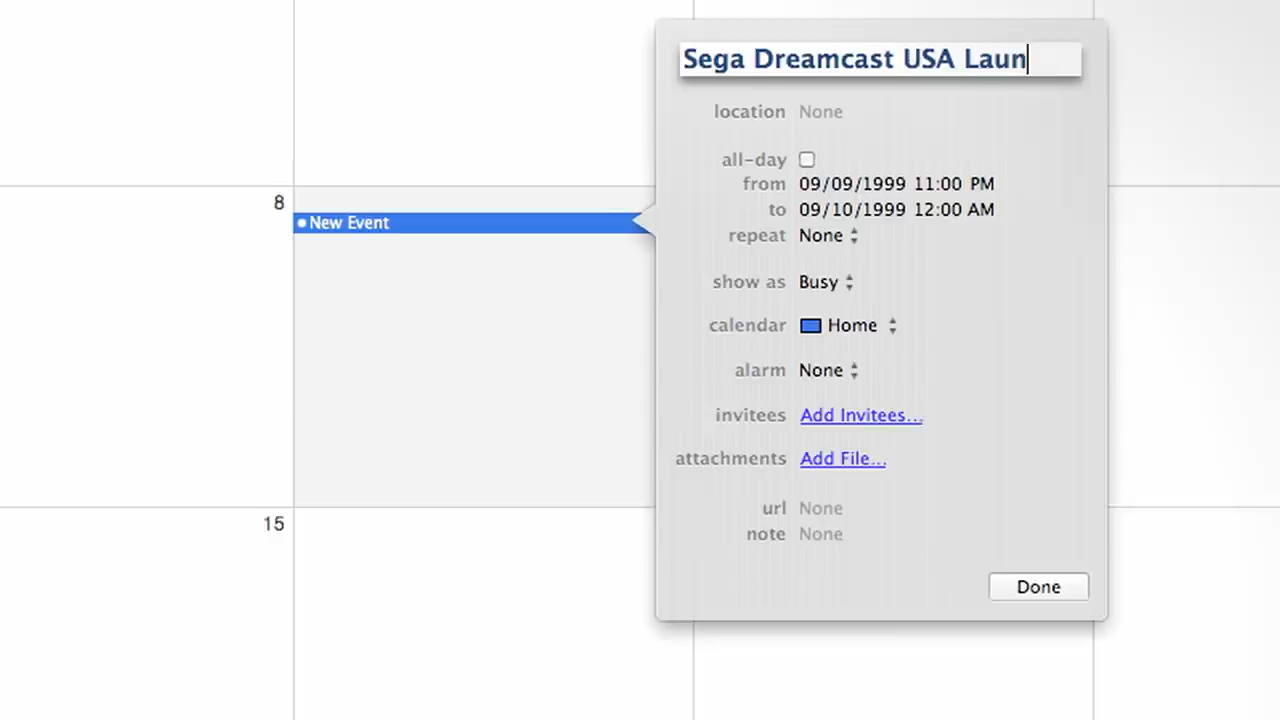 Sega Dreamcast USA Laun
location None
all-day
from 09/09/1999 11:00 PM
to 09/10/1999 12:00 AM
repeat None
show as Busy
calendar Home
alarm None
invitees Add Invitees...
attachments Add File...
url None
note None
Done
8
New Event
15